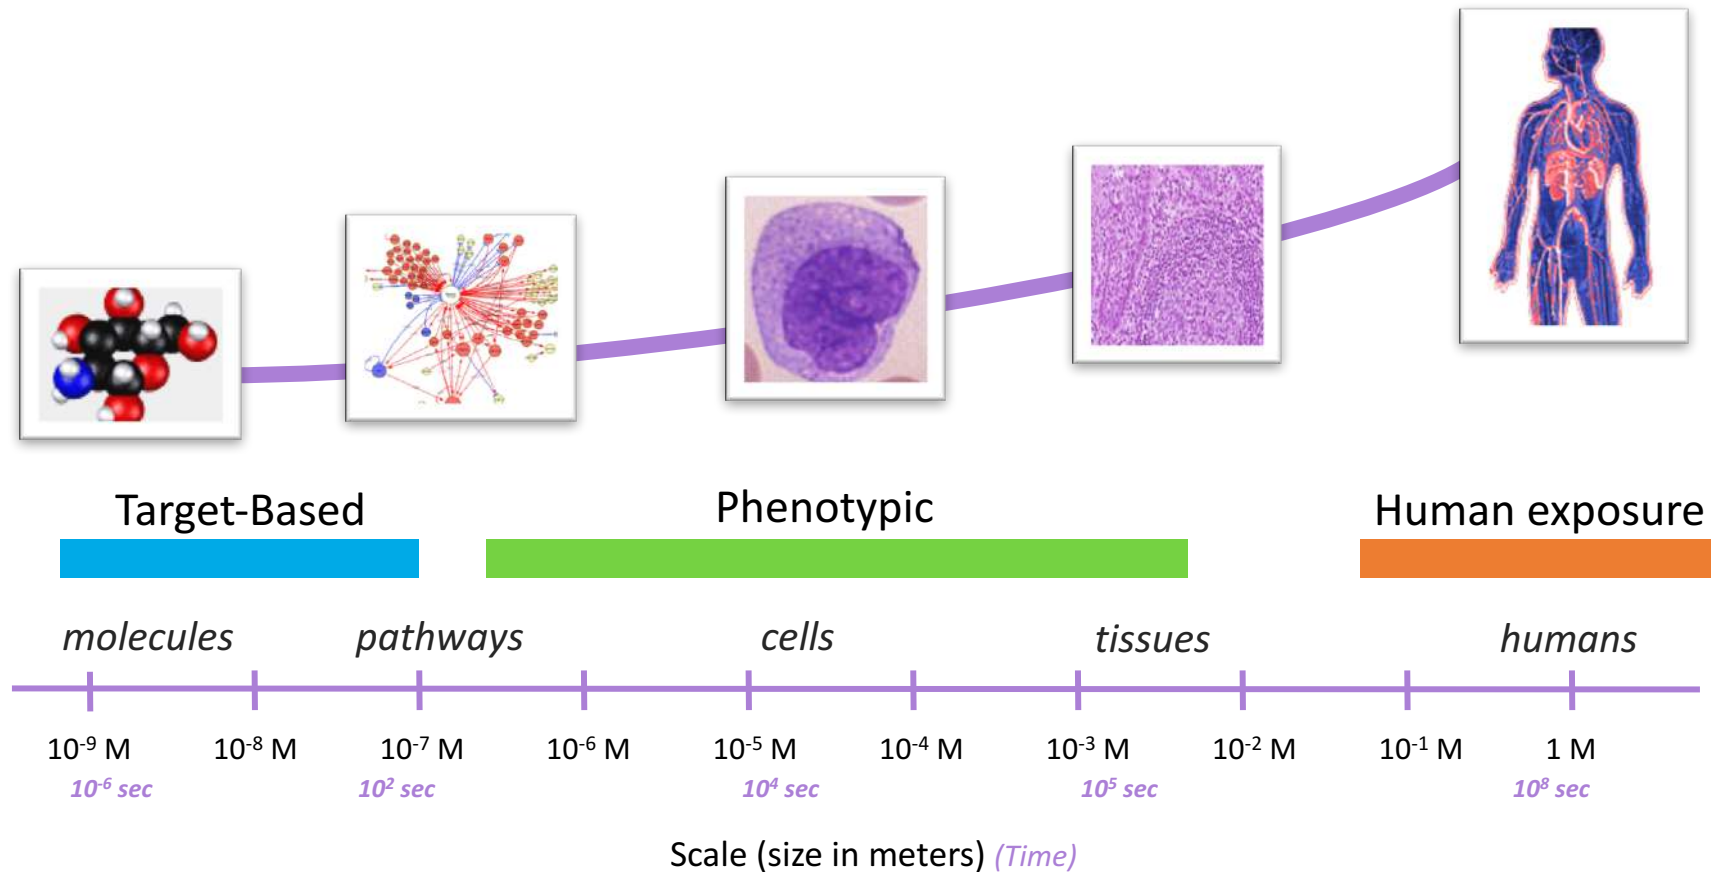 Target-Based Phenotypic Human exposure
molecules pathways cells tissues humans
10⁻⁹ M 10⁻⁸ M 10⁻⁷ M 10⁻⁶ M 10⁻⁵ M 10⁻⁴ M 10⁻³ M 10⁻² M 10⁻¹ M 1 M
10⁻⁶ sec 10² sec 10⁴ sec 10⁵ sec 10⁸ sec
Scale (size in meters) (Time)